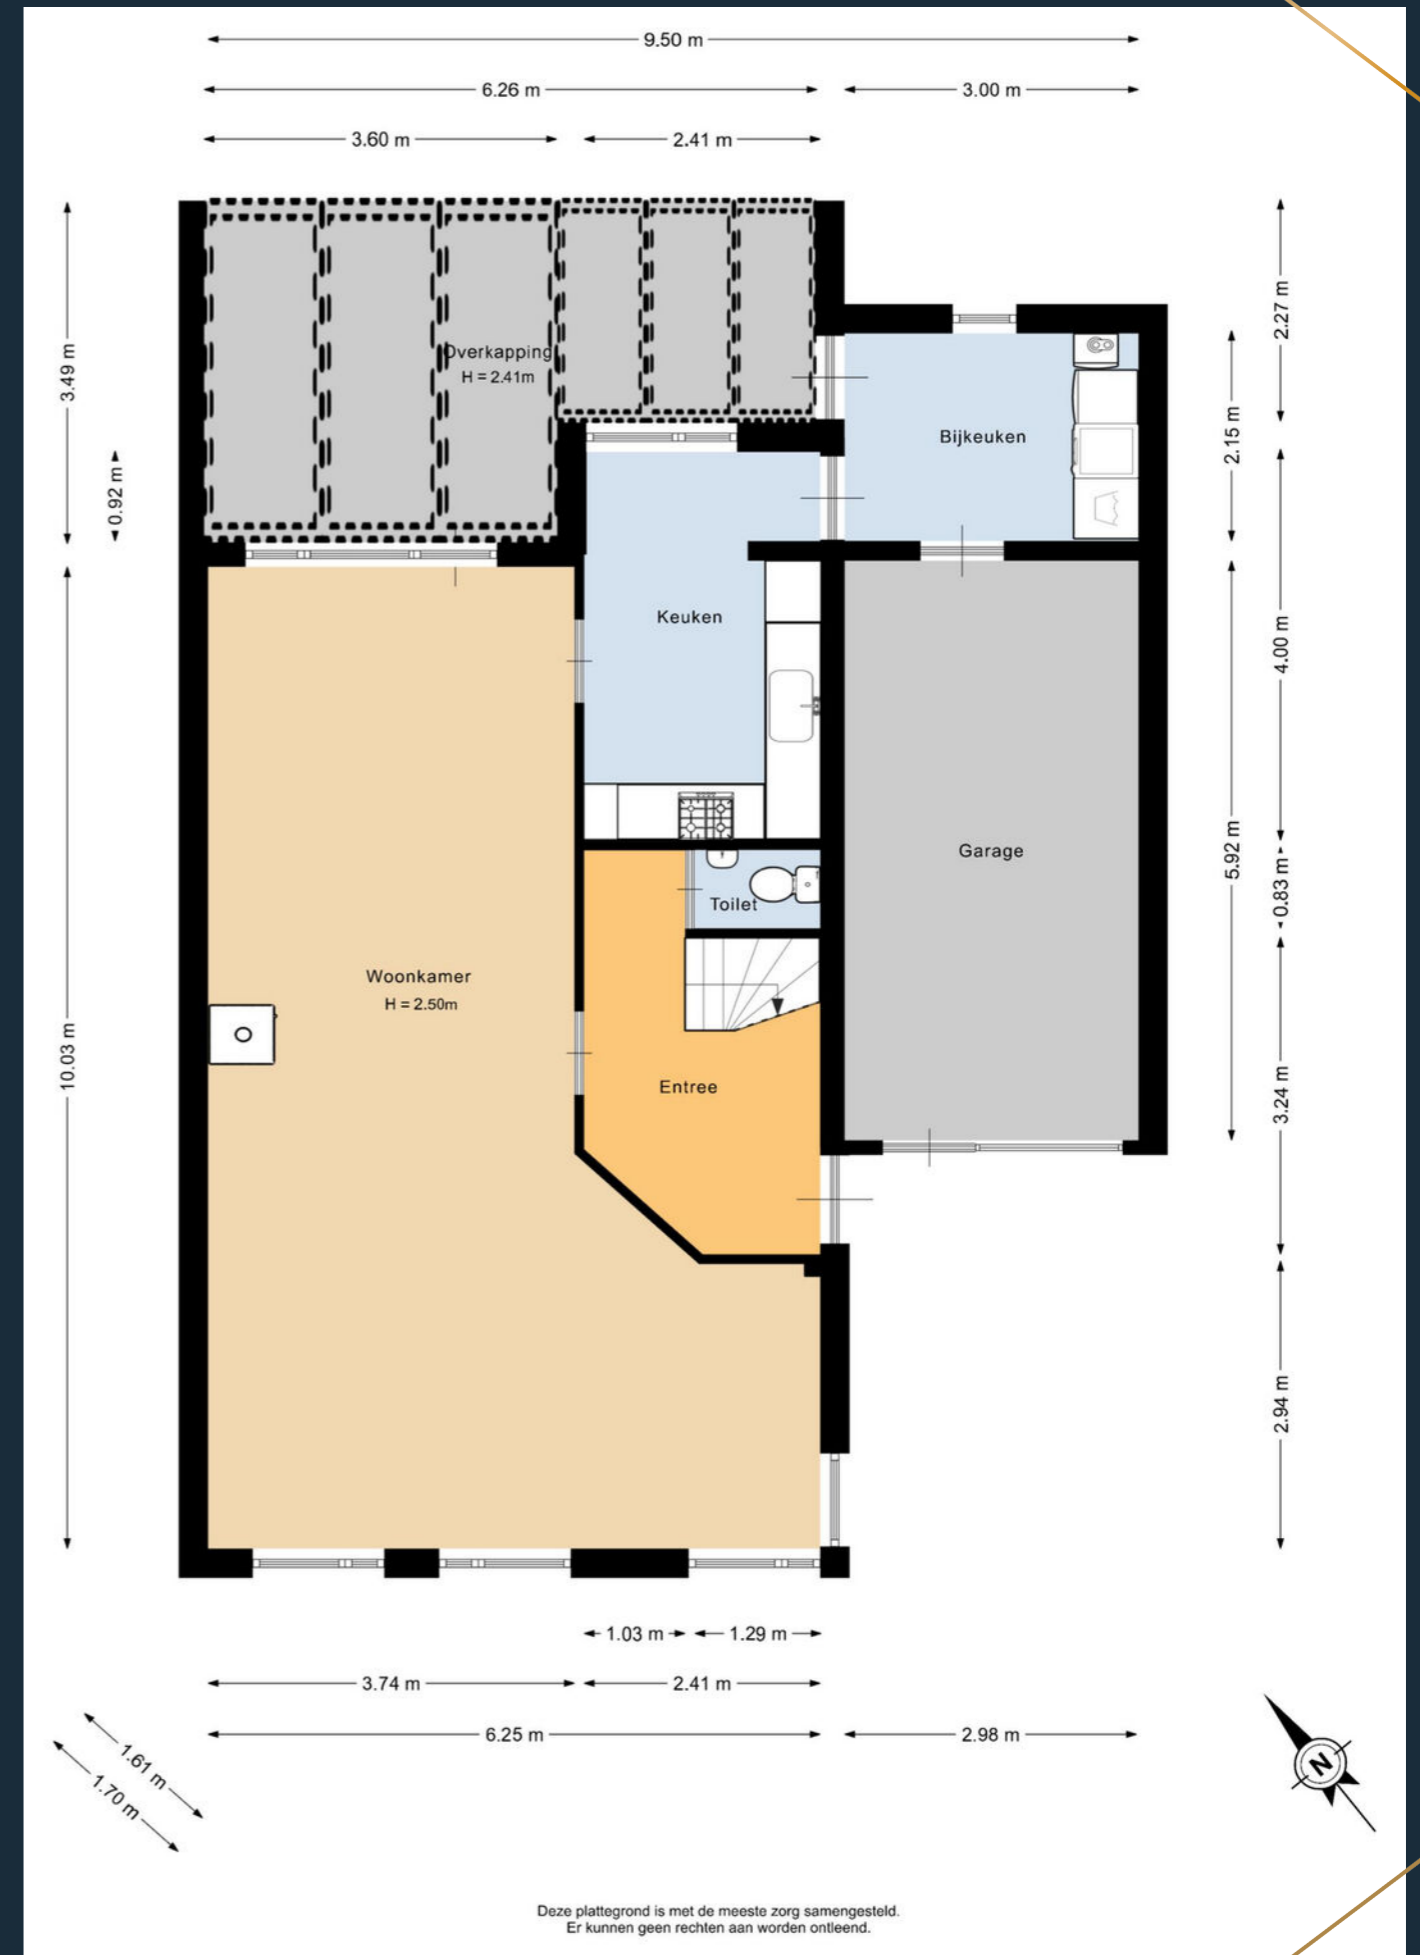 9.50 m
6.26 m
3.00 m
3.60 m
2.41 m
3.49 m
0.92 m
2.27 m
2.15 m
Overkapping
H = 2.41m
Bijkeuken
Keuken
4.00 m
5.92 m
Garage
0.83 m
Toilet
Woonkamer
H = 2.50m
10.03 m
Entree
3.24 m
2.94 m
1.03 m
1.29 m
3.74 m
2.41 m
6.25 m
2.98 m
1.61 m
1.70 m
N
Deze plattegrond is met de meeste zorg samengesteld.
Er kunnen geen rechten aan worden ontleend.